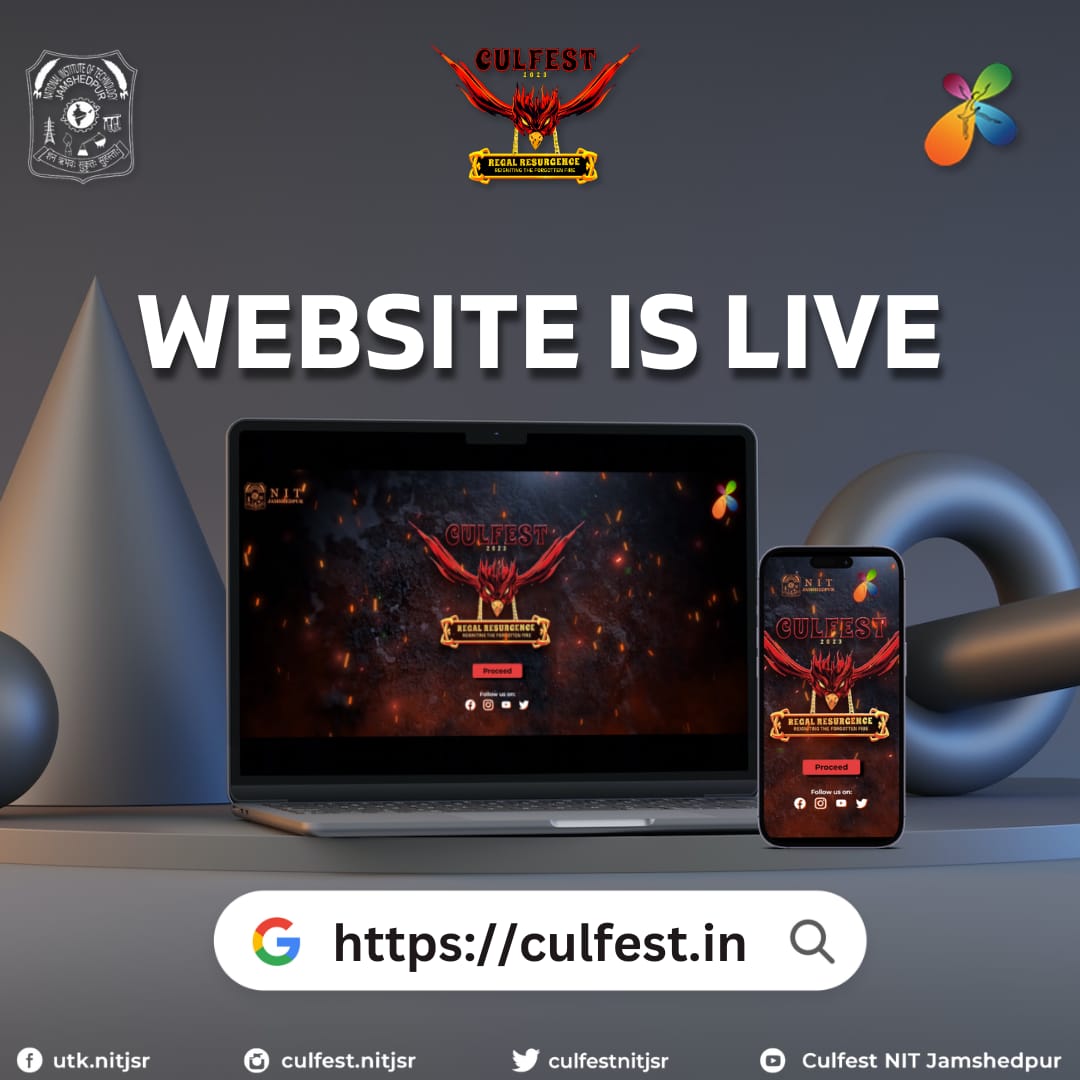 NATIONAL INSTITUTE OF TECHNOLOGY
JAMSHEDPUR
CULFEST
2023
REGAL RESURGENCE
REIGNITING THE FORGOTTEN FIRE
WEBSITE IS LIVE
NIT
JAMSHEDPUR
CULFEST
2023
REGAL RESURGENCE
REIGNITING THE FORGOTTEN FIRE
Proceed
Follow us on:
NIT
JAMSHEDPUR
CULFEST
2023
REGAL RESURGENCE
REIGNITING THE FORGOTTEN FIRE
Proceed
Follow us on:
https://culfest.in
utk.nitjsr
culfest.nitjsr
culfestnitjsr
Culfest NIT Jamshedpur